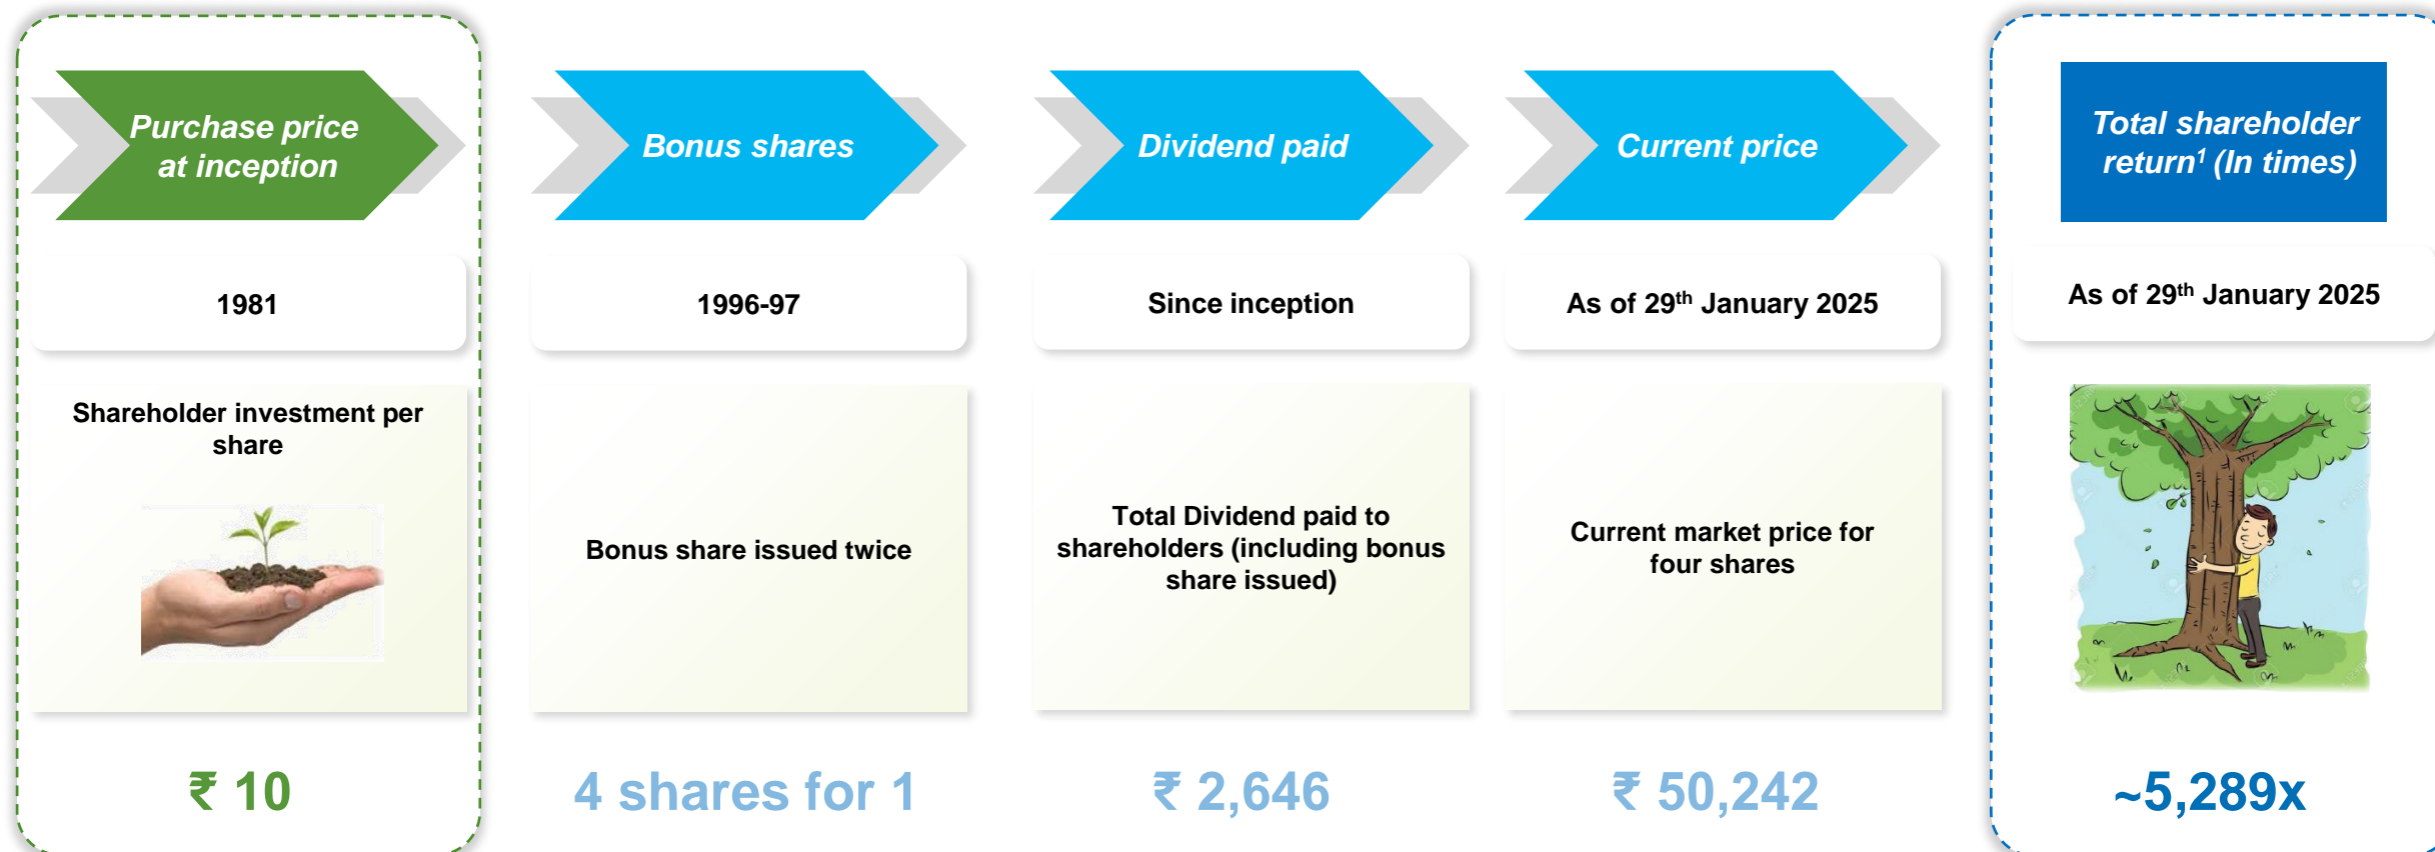 Purchase price
at inception
1981
Shareholder investment per
share
₹ 10
Bonus shares
1996-97
Bonus share issued twice
4 shares for 1
Dividend paid
Since inception
Total Dividend paid to
shareholders (including bonus
share issued)
₹ 2,646
Current price
As of 29th January 2025
Current market price for
four shares
₹ 50,242
Total shareholder
return1 (In times)
As of 29th January 2025
~5,289x